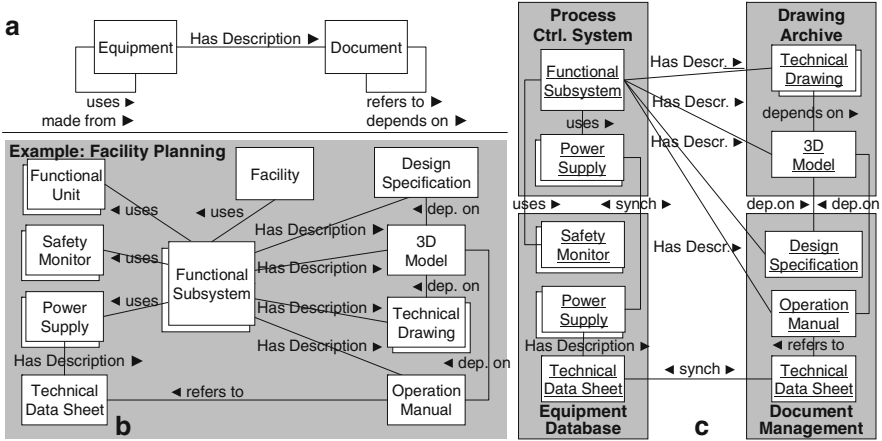 a
Equipment
Has Description ►
Document
uses ►
made from ►
refers to ►
depends on ►
Example: Facility Planning
Functional
Unit
Facility
Design
Specification
◄ uses
◄ uses
◄ dep. on
Has Description ►
Safety
Monitor
◄ uses
Functional
Subsystem
3D
Model
Has Description ►
◄ dep. on
Power
Supply
◄ uses
Has Description ►
Technical
Drawing
Has Description ►
Has Description ►
◄ dep. on
Technical
Data Sheet
◄ refers to
Operation
Manual
b
Process
Ctrl. System
Drawing
Archive
Functional
Subsystem
Has Descr. ►
Technical
Drawing
Has Descr. ►
uses ►
depends on ►
Has Descr. ►
Power
Supply
3D
Model
uses ►
◄ synch ►
dep.on ►
◄ dep.on
Safety
Monitor
Has Descr. ►
Design
Specification
Power
Supply
Operation
Manual
Has Description ►
◄ refers to
Technical
Data Sheet
◄ synch ►
Technical
Data Sheet
Equipment
Database
c
Document
Management